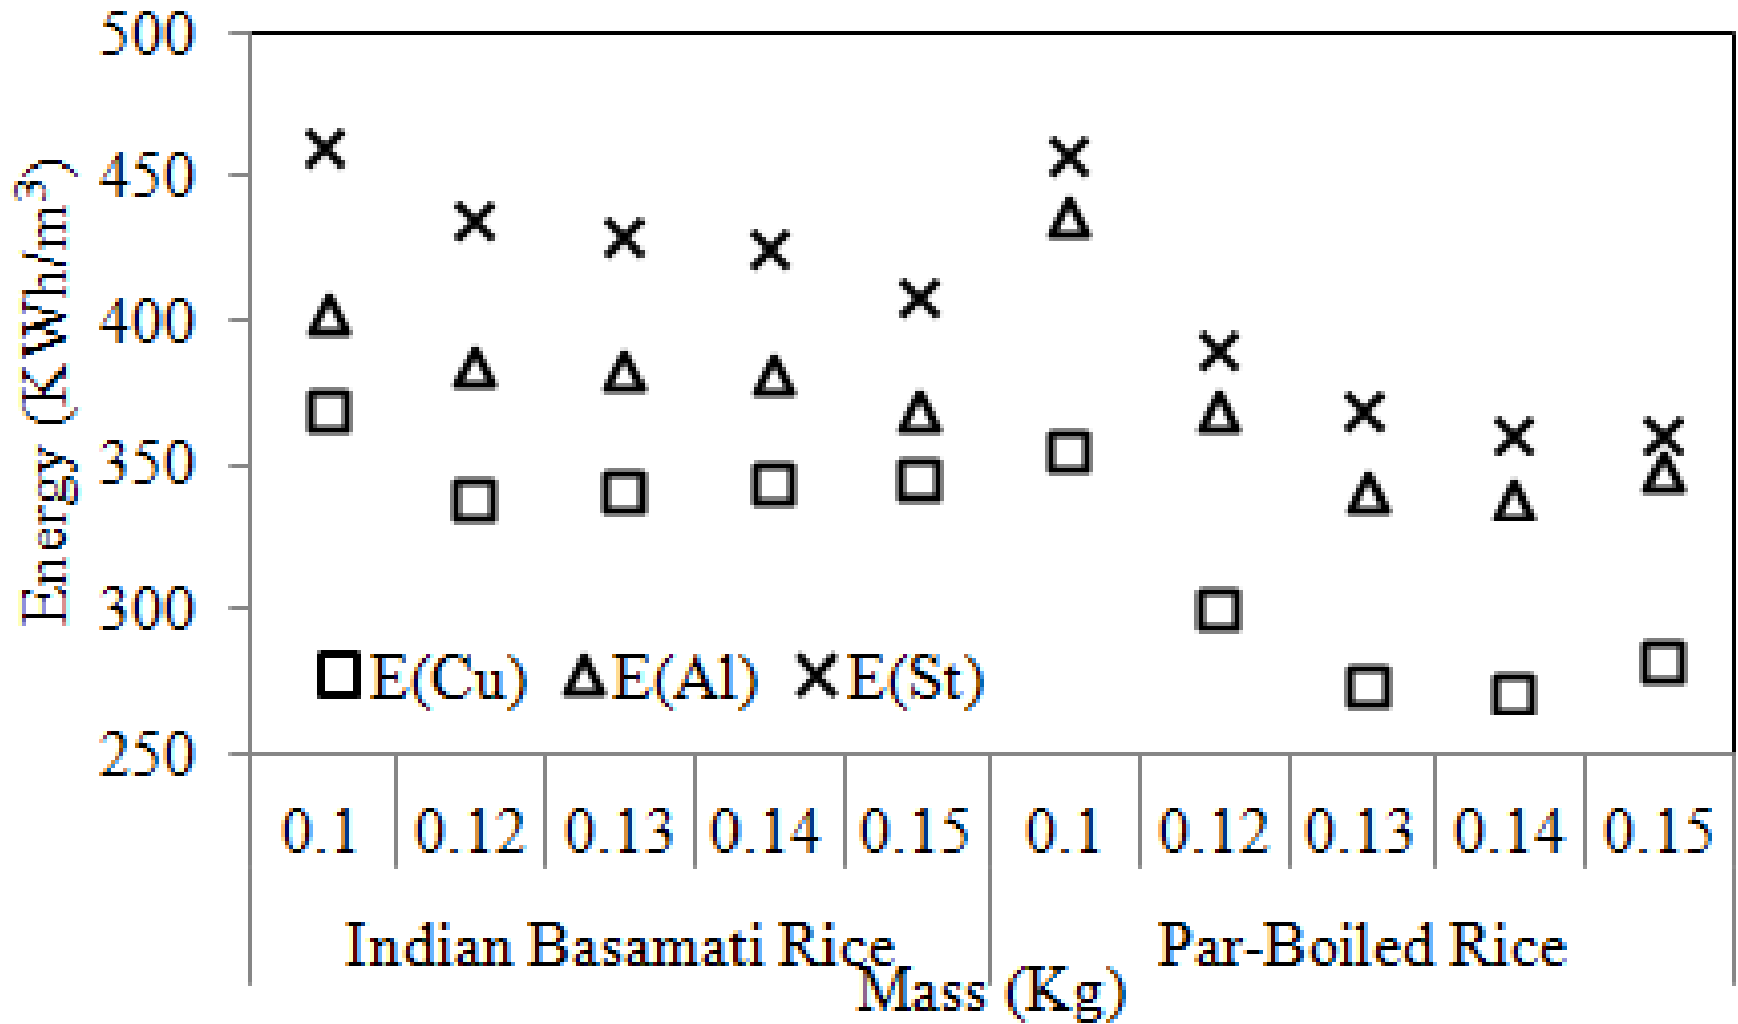 Energy (KWh/m³)
500
450
400
350
300
250
E(Cu) E(Al) E(St)
0.1 0.12 0.13 0.14 0.15 0.1 0.12 0.13 0.14 0.15
Indian Basamati Rice Par-Boiled Rice
Mass (Kg)